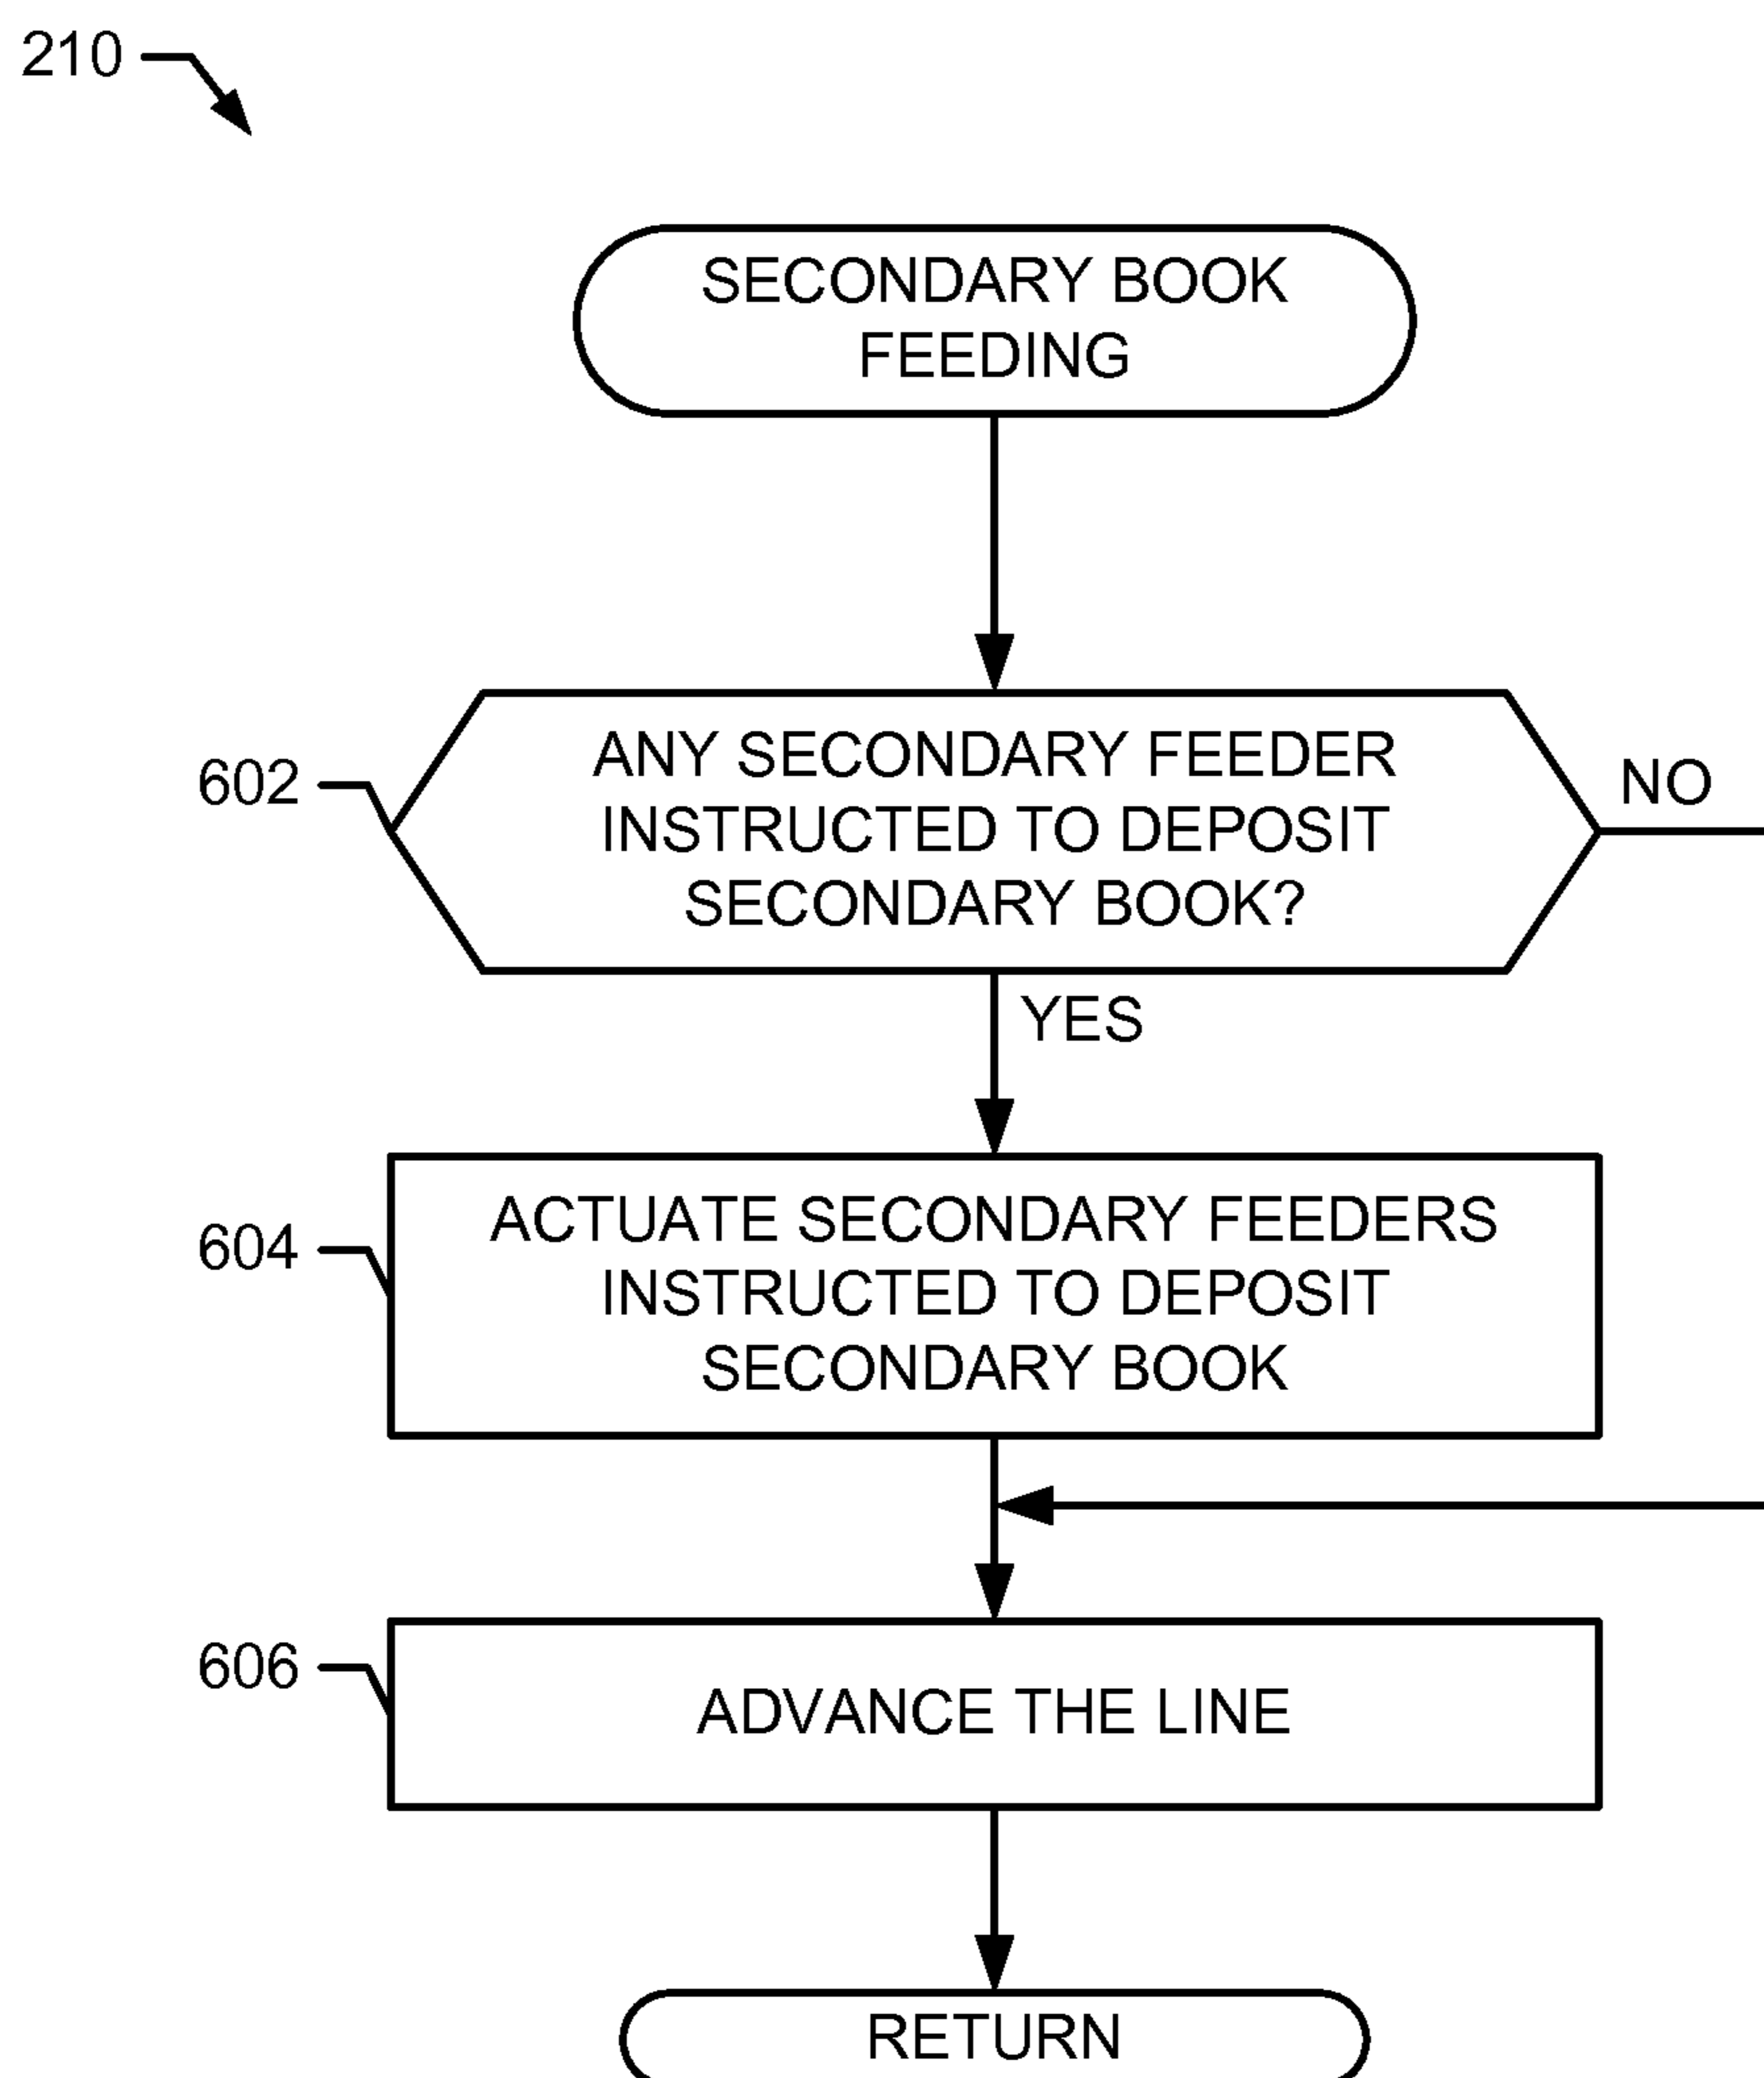 210
SECONDARY BOOK
FEEDING
602
ANY SECONDARY FEEDER
INSTRUCTED TO DEPOSIT
SECONDARY BOOK?
NO
YES
604
ACTUATE SECONDARY FEEDERS
INSTRUCTED TO DEPOSIT
SECONDARY BOOK
606
ADVANCE THE LINE
RETURN